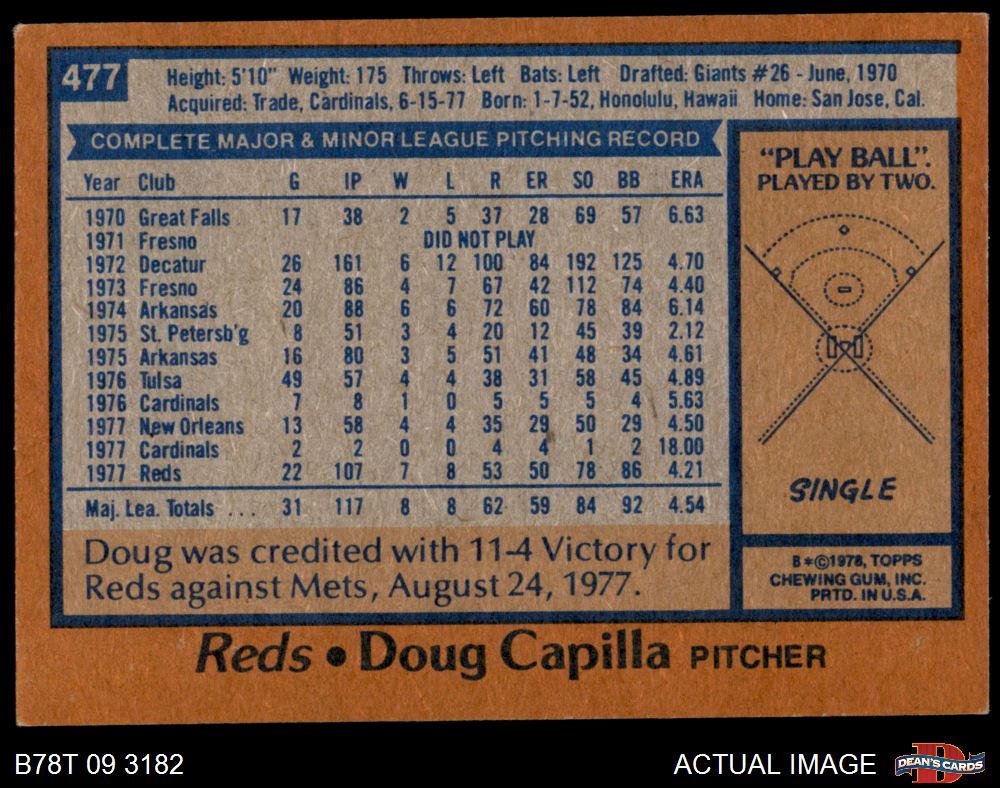 477
Height: 5'10" Weight: 175 Throws: Left Bats: Left Drafted: Giants #26 - June, 1970
Acquired: Trade, Cardinals, 6-15-77 Born: 1-7-52, Honolulu, Hawaii Home: San Jose, Cal.
COMPLETE MAJOR & MINOR LEAGUE PITCHING RECORD
Year Club G IP W L R ER SO BB ERA
1970 Great Falls 17 38 2 5 37 28 69 57 6.63
1971 Fresno DID NOT PLAY
1972 Decatur 26 161 6 12 100 84 192 125 4.70
1973 Fresno 24 86 4 7 67 42 112 74 4.40
1974 Arkansas 20 88 6 6 72 60 78 84 6.14
1975 St. Petersb'g 8 51 3 4 20 12 45 39 2.12
1975 Arkansas 16 80 3 5 51 41 48 34 4.61
1976 Tulsa 49 57 4 4 38 31 58 45 4.89
1976 Cardinals 7 8 1 0 5 5 5 4 5.63
1977 New Orleans 13 58 4 4 35 29 50 29 4.50
1977 Cardinals 2 2 0 0 4 4 1 2 18.00
1977 Reds 22 107 7 8 53 50 78 86 4.21
Maj. Lea. Totals ... 31 117 8 8 62 59 84 92 4.54
Doug was credited with 11-4 Victory for
Reds against Mets, August 24, 1977.
"PLAY BALL".
PLAYED BY TWO.
SINGLE
B*©1978, TOPPS
CHEWING GUM, INC.
PRTD. IN U.S.A.
Reds • Doug Capilla PITCHER
B78T 09 3182
ACTUAL IMAGE
DEAN'S CARDS